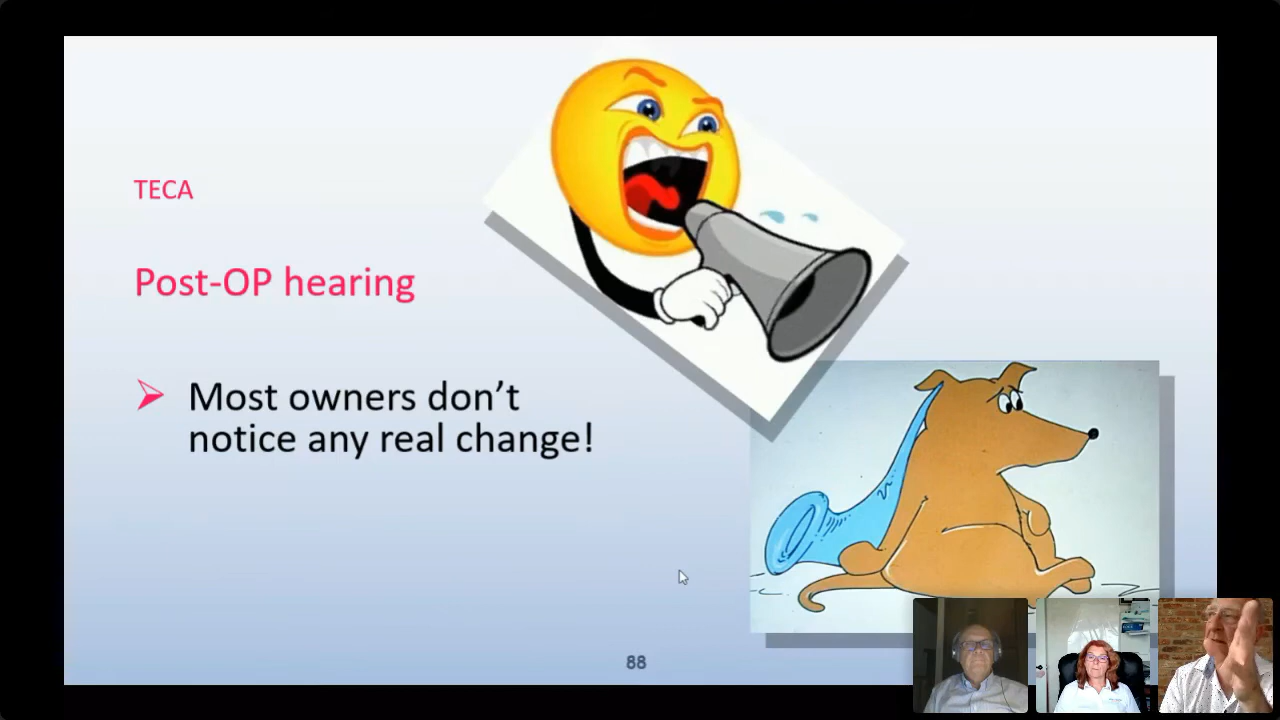 TECA
Post-OP hearing
Most owners don't
notice any real change!
88